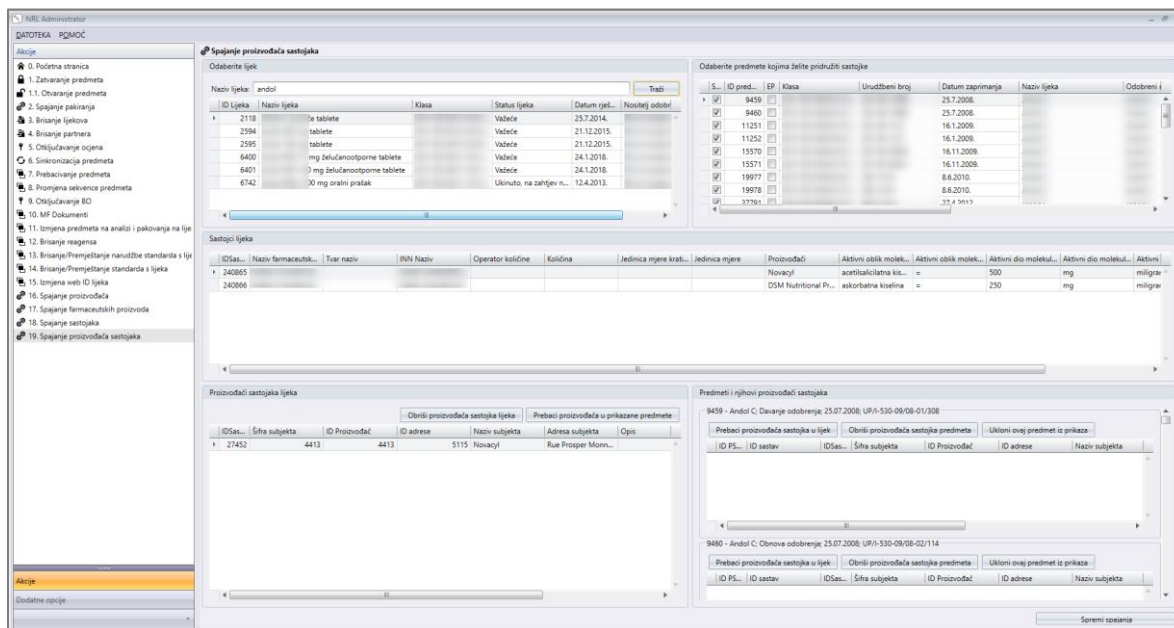 NRL Administrator
DATOTEKA POMOĆ
Akcije
0. Početna stranica
1. Zatvaranje predmeta
1.1. Otvaranje predmeta
2. Spajanje pakiranja
3. Brisanje lijekova
4. Brisanje partnera
5. Otključavanje ocjena
6. Sinkronizacija predmeta
7. Prebacivanje predmeta
8. Promjena sekvence predmeta
9. Otključavanje BO
10. MF Dokumenti
11. Izmjena predmeta na analizi i pakovanja na lije
12. Brisanje reagensa
13. Brisanje/Premještanje narudžbe standarda s lije
14. Brisanje/Premještanje standarda s lijeka
15. Izmjena web ID lijeka
16. Spajanje proizvođača
17. Spajanje farmaceutskih proizvoda
18. Spajanje sastojaka
19. Spajanje proizvođača sastojaka
Akcije
Dodatne opcije
Spajanje proizvođača sastojaka
Odaberite lijek
Naziv lijeka: andol Traži
ID Lijeka Naziv lijeka Klasa Status lijeka Datum rješ... Nositelj odobr
2118 tablete Važeće 25.7.2014.
2594 tablete Važeće 21.12.2015.
2595 tablete Važeće 21.12.2015.
6400 mg želučanootporne tablete Važeće 24.1.2018.
6401 mg želučanootporne tablete Važeće 24.1.2018.
6742 mg oralni prašak Ukinuto, na zahtjev n... 12.4.2013.
Odaberite predmete kojima želite pridružiti sastojke
S... ID pred... EP Klasa Urudžbeni broj Datum zaprimanja Naziv lijeka Odobreni
9459 25.7.2008.
9460 25.7.2008.
11251 16.1.2009.
11252 16.1.2009.
15570 16.11.2009.
15571 16.11.2009.
19977 8.6.2010.
19978 8.6.2010.
37791 27.4.2012.
Sastojci lijeka
IDSas... Naziv farmaceutsk... Tvar naziv INN Naziv Operator količine Količina Jedinica mjere krati... Jedinica mjere Proizvođači Aktivni oblik molek... Aktivni oblik molek... Aktivni dio molekul... Aktivni dio molekul... Aktivni
240865 Novacyl acetilsalicilatna kis... = 500 mg miligra
240866 DSM Nutritional Pr... askorbatna kiselina = 250 mg miligra
Proizvođači sastojaka lijeka
Obriši proizvođača sastojka lijeka Prebaci proizvođača u prikazane predmete
IDSas... Šifra subjekta ID Proizvođač ID adrese Naziv subjekta Adresa subjekta Opis
27452 4413 4413 5115 Novacyl Rue Prosper Monn...
Predmeti i njihovi proizvođači sastojaka
9459 - Andol C; Davanje odobrenja; 25.07.2008; UP/I-530-09/08-01/308
Prebaci proizvođača sastojka u lijek Obriši proizvođača sastojka predmeta Ukloni ovaj predmet iz prikaza
ID PS... ID sastav IDSas... Šifra subjekta ID Proizvođač ID adrese Naziv subjekta
9460 - Andol C; Obnova odobrenja; 25.07.2008; UP/I-530-09/08-02/114
Prebaci proizvođača sastojka u lijek Obriši proizvođača sastojka predmeta Ukloni ovaj predmet iz prikaza
ID PS... ID sastav IDSas... Šifra subjekta ID Proizvođač ID adrese Naziv subjekta
Spremi spajanja